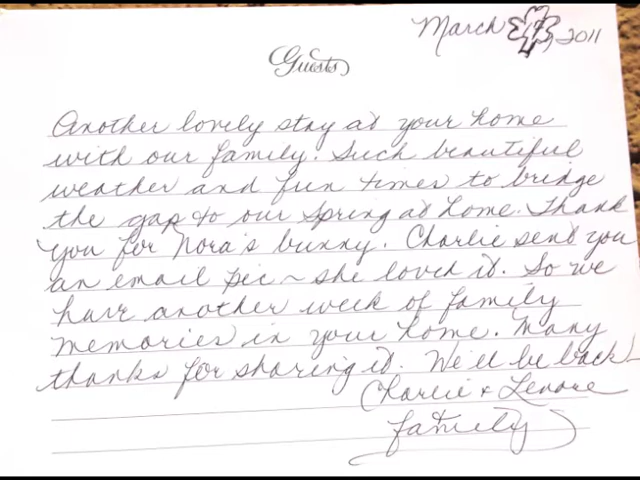 March 17, 2011
Guests
Another lovely stay at your home
with our family. Such beautiful
weather and fun times to bridge
the gap to our Spring at home. Thank
you for Nora's bunny. Charlie sent you
an email pic ~ she loved it. So we
have another week of family
memories in your home. Many
thanks for sharing it. We'll be back!
Charlie & Lenore
family